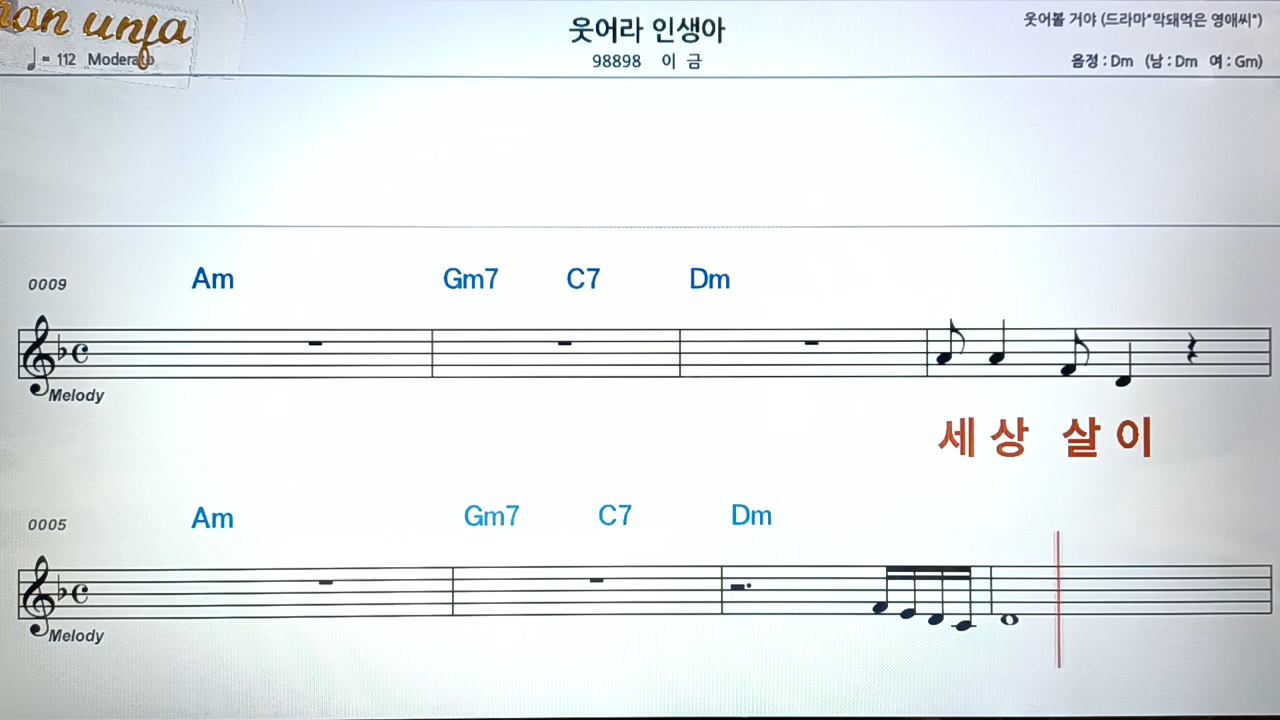 웃어라 인생아
웃어볼 거야 (드라마"막돼먹은 영애씨")
♩ = 112 Moderato
98898 이 금
음정 : Dm (남 : Dm 여 : Gm)
0009
Am Gm7 C7 Dm
Melody
세 상 살 이
0005
Am Gm7 C7 Dm
Melody